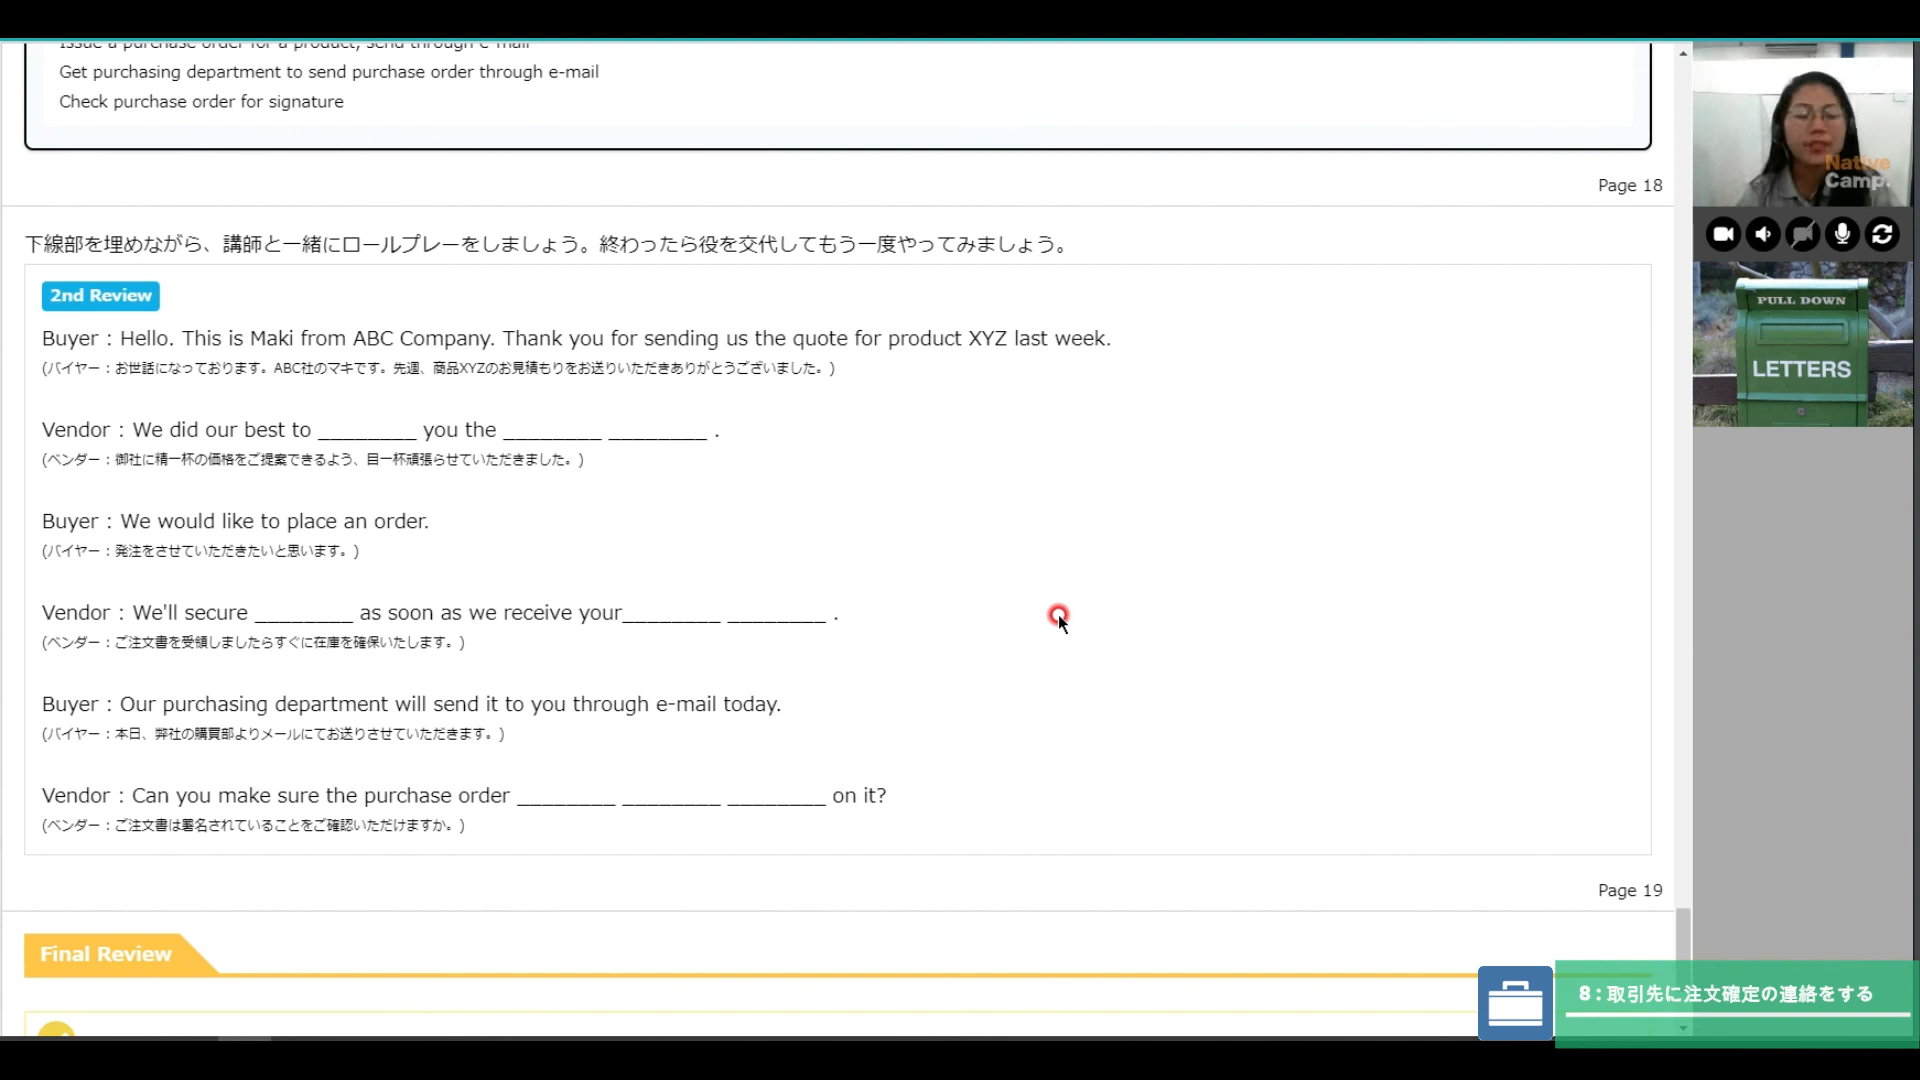 Issue a purchase order for a product, send through e-mail
Get purchasing department to send purchase order through e-mail
Check purchase order for signature
Page 18
下線部を埋めながら、講師と一緒にロールプレーをしましょう。終わったら役を交代してもう一度やってみましょう。
2nd Review
Buyer : Hello. This is Maki from ABC Company. Thank you for sending us the quote for product XYZ last week.
(バイヤー：お世話になっております。ABC社のマキです。先週、商品XYZのお見積もりをお送りいただきありがとうございました。)
Vendor : We did our best to ________ you the ________ ________ .
(ベンダー：御社に精一杯の価格をご提案できるよう、目一杯頑張らせていただきました。)
Buyer : We would like to place an order.
(バイヤー：発注をさせていただきたいと思います。)
Vendor : We'll secure ________ as soon as we receive your________ ________ .
(ベンダー：ご注文書を受領しましたらすぐに在庫を確保いたします。)
Buyer : Our purchasing department will send it to you through e-mail today.
(バイヤー：本日、弊社の購買部よりメールにてお送りさせていただきます。)
Vendor : Can you make sure the purchase order ________ ________ ________ on it?
(ベンダー：ご注文書は署名されていることをご確認いただけますか。)
Page 19
Final Review
Native
Camp.
PULL DOWN
LETTERS
8：取引先に注文確定の連絡をする